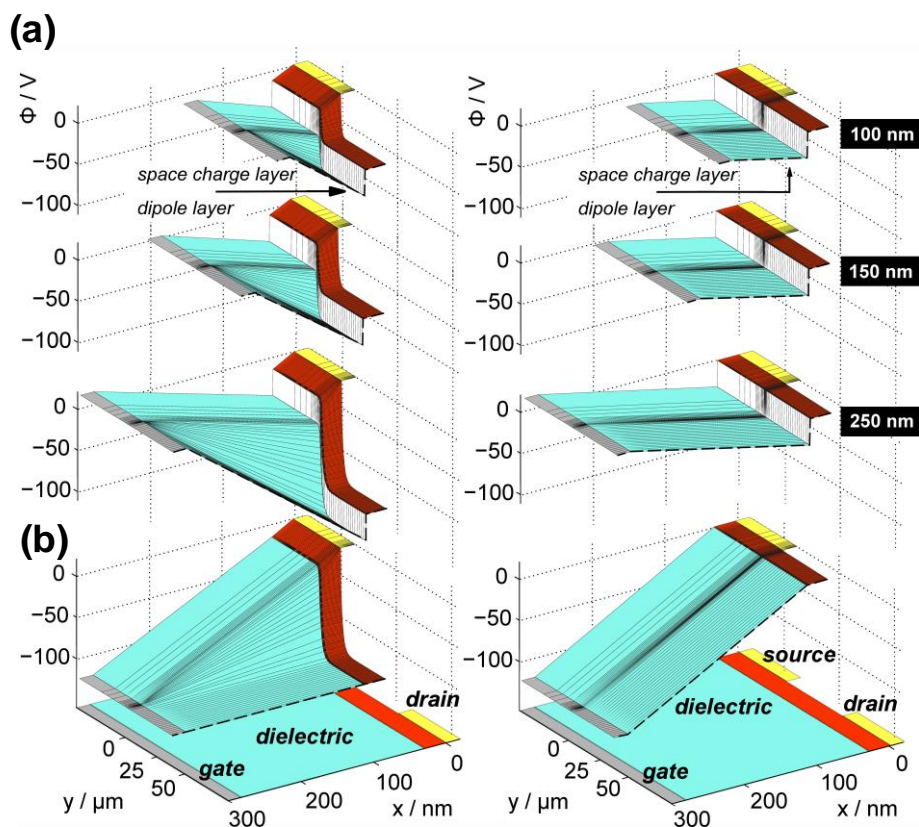 (a)
Φ / V
0
−50
−100
space charge layer
dipole layer
0
−50
−100
0
−50
−100
Φ / V
0
−50
−100
space charge layer
dipole layer
0
−50
−100
0
−50
−100
100 nm
150 nm
250 nm
(b)
0
−50
−100
drain
dielectric
gate
0
25
50
y / µm
300
200
100
0
x / nm
0
−50
−100
source
drain
dielectric
gate
0
25
50
y / µm
300
200
100
0
x / nm